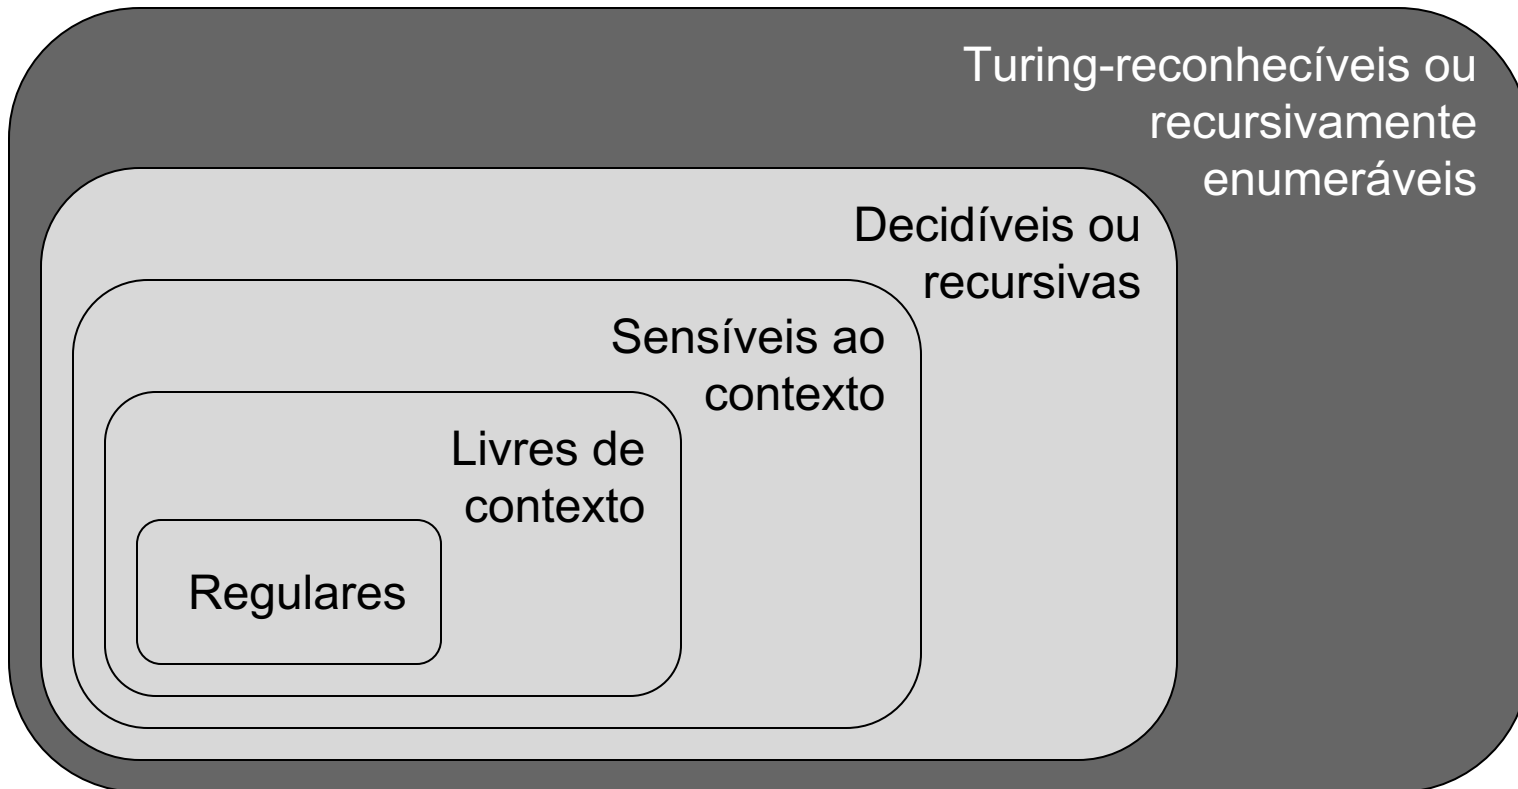 Turing-reconhecíveis ou
recursivamente
enumeráveis
Decidíveis ou
recursivas
Sensíveis ao
contexto
Livres de
contexto
Regulares